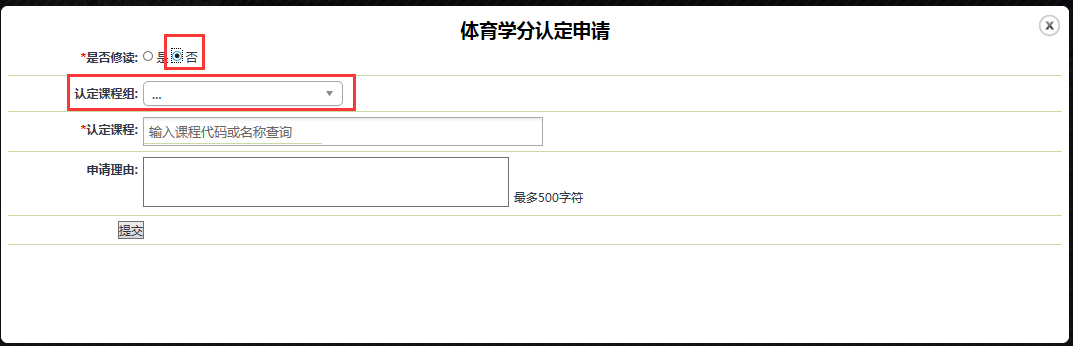 体育学分认定申请
X
*是否修读: 是 否
认定课程组: ...
*认定课程: 输入课程代码或名称查询
申请理由:
最多500字符
提交